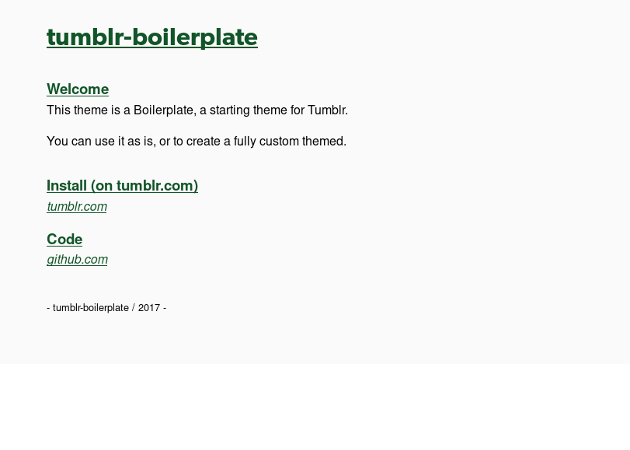 tumblr-boilerplate
Welcome
This theme is a Boilerplate, a starting theme for Tumblr.
You can use it as is, or to create a fully custom themed.
Install (on tumblr.com)
tumblr.com
Code
github.com
- tumblr-boilerplate / 2017 -